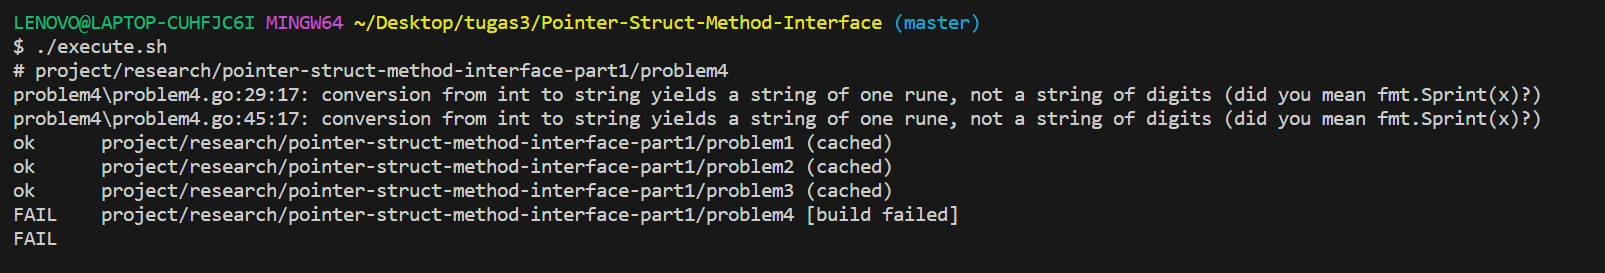 LENOVO@LAPTOP-CUHFJC6I MINGW64 ~/Desktop/tugas3/Pointer-Struct-Method-Interface (master)
$ ./execute.sh
# project/research/pointer-struct-method-interface-part1/problem4
problem4\problem4.go:29:17: conversion from int to string yields a string of one rune, not a string of digits (did you mean fmt.Sprint(x)?)
problem4\problem4.go:45:17: conversion from int to string yields a string of one rune, not a string of digits (did you mean fmt.Sprint(x)?)
ok      project/research/pointer-struct-method-interface-part1/problem1 (cached)
ok      project/research/pointer-struct-method-interface-part1/problem2 (cached)
ok      project/research/pointer-struct-method-interface-part1/problem3 (cached)
FAIL    project/research/pointer-struct-method-interface-part1/problem4 [build failed]
FAIL